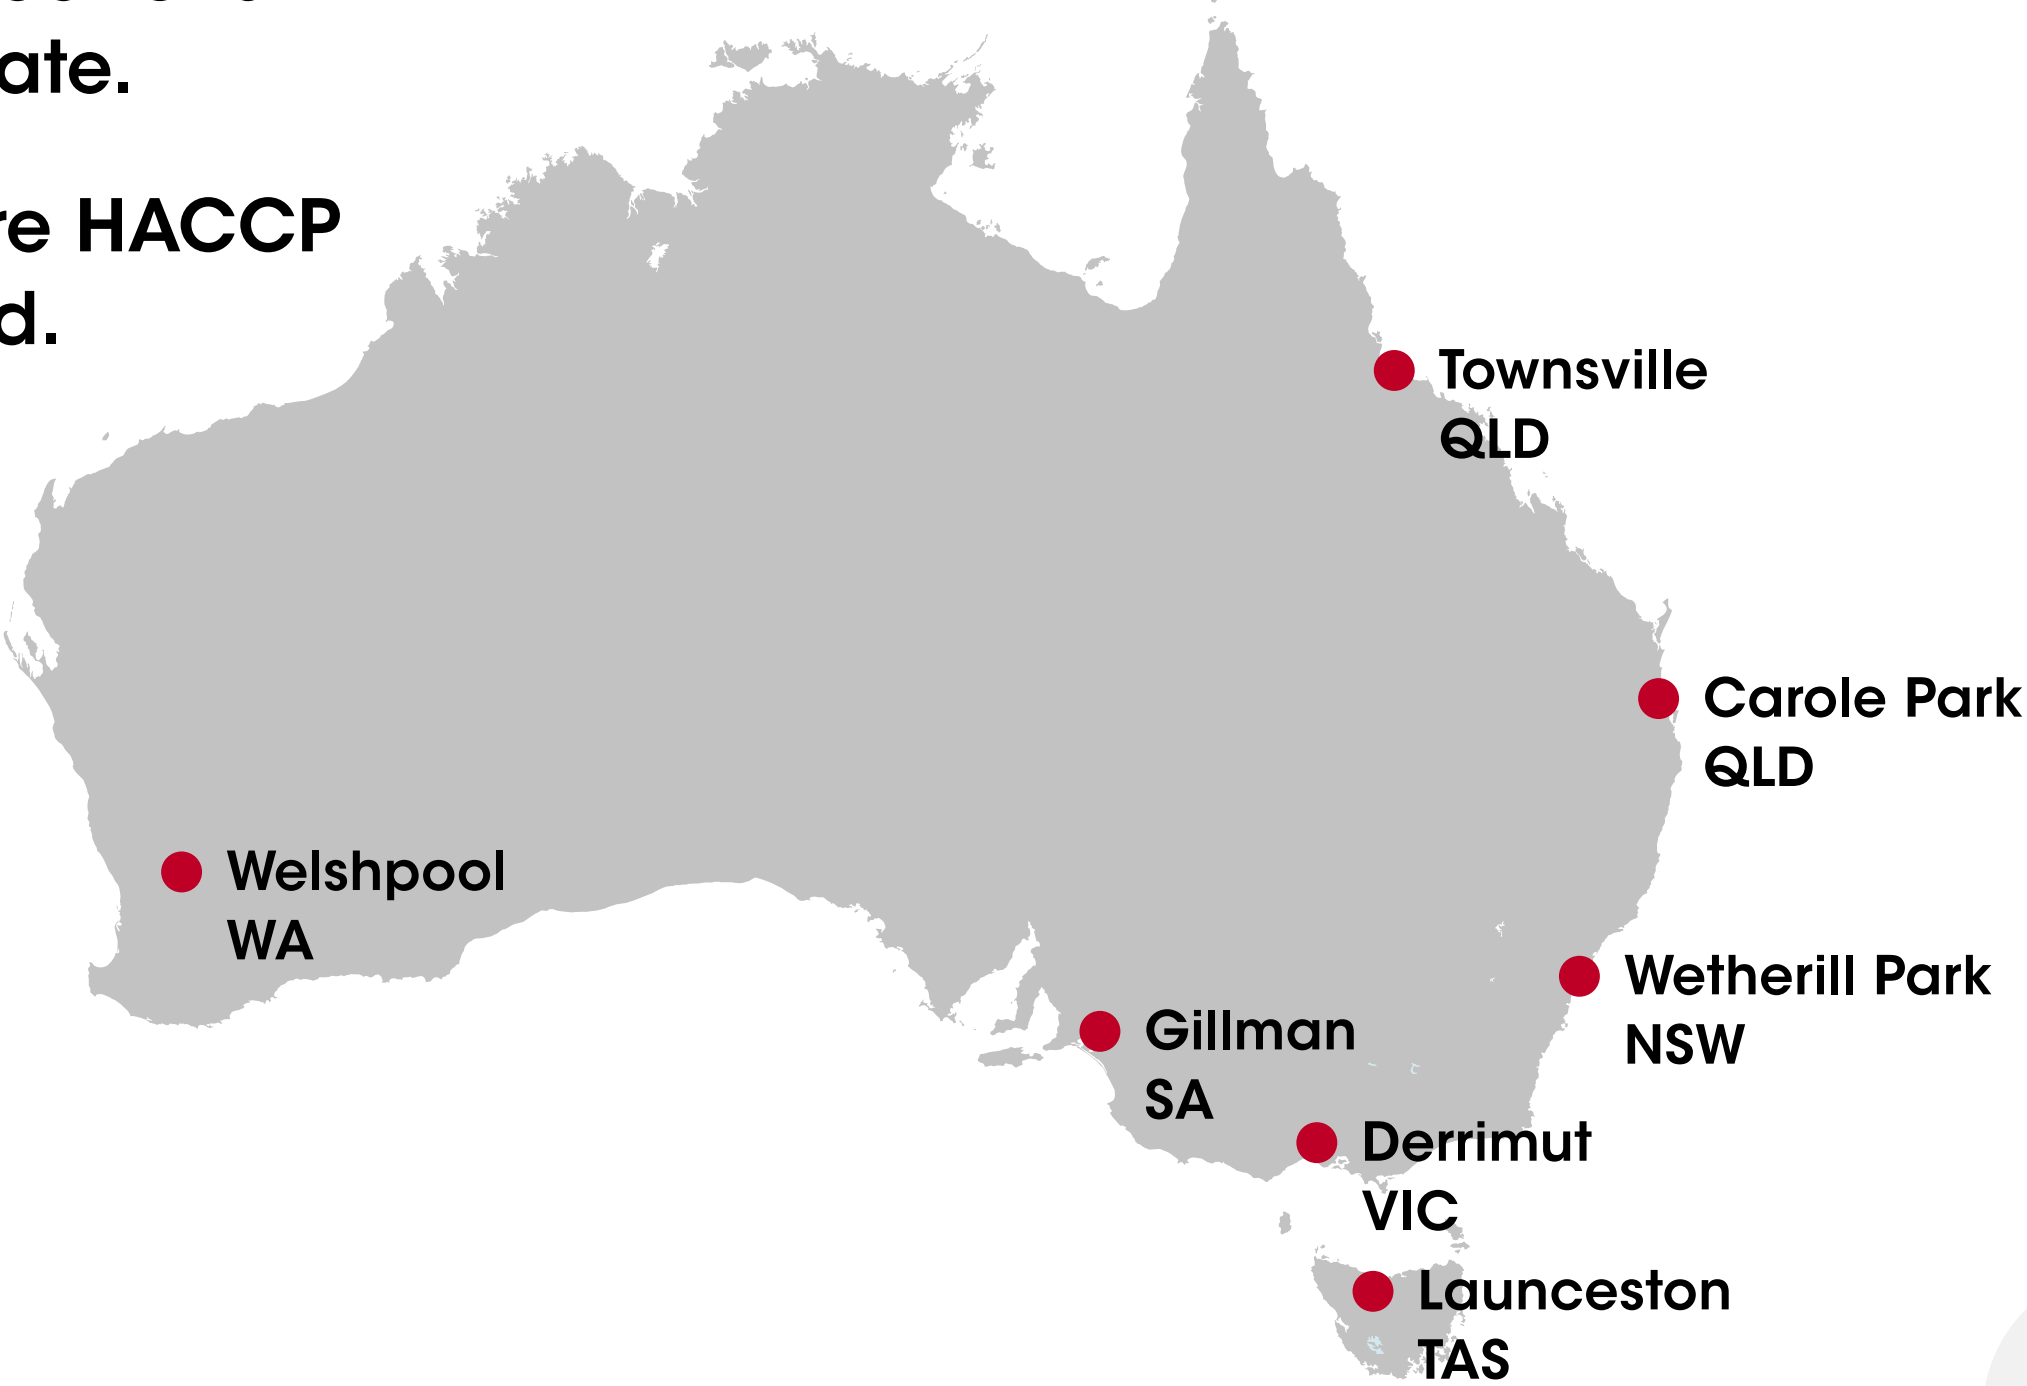 ate.
re HACCP
d.
Townsville
QLD
Carole Park
QLD
Welshpool
WA
Wetherill Park
NSW
Gillman
SA
Derrimut
VIC
Launceston
TAS